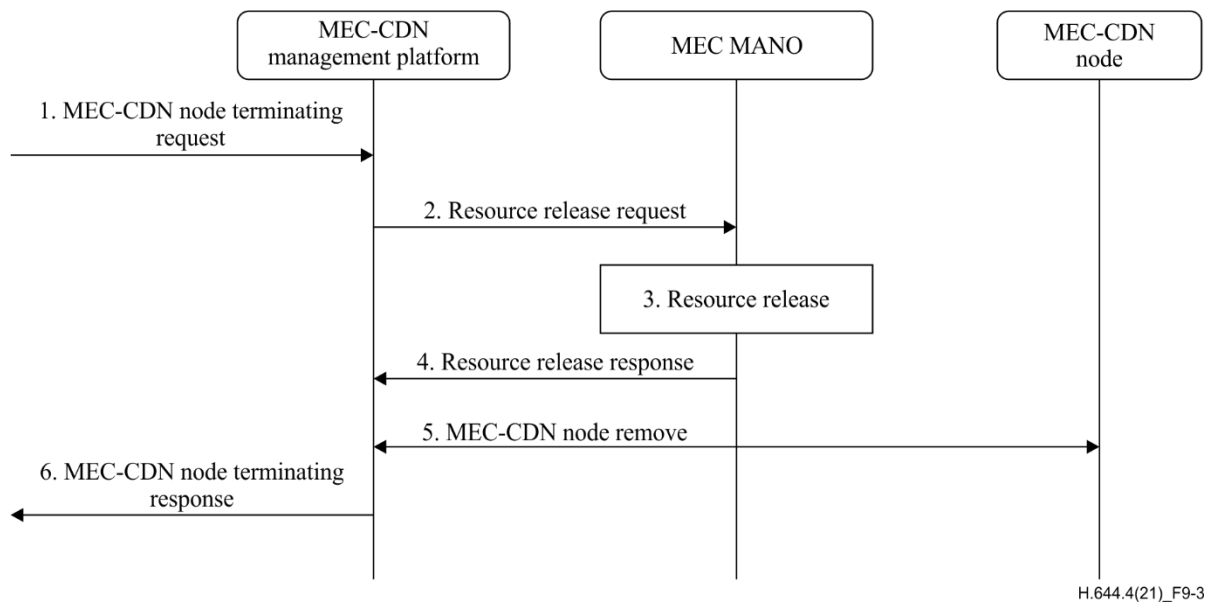 MEC-CDN
management platform
MEC MANO
MEC-CDN
node
1. MEC-CDN node terminating
request
2. Resource release request
3. Resource release
4. Resource release response
5. MEC-CDN node remove
6. MEC-CDN node terminating
response
H.644.4(21)_F9-3